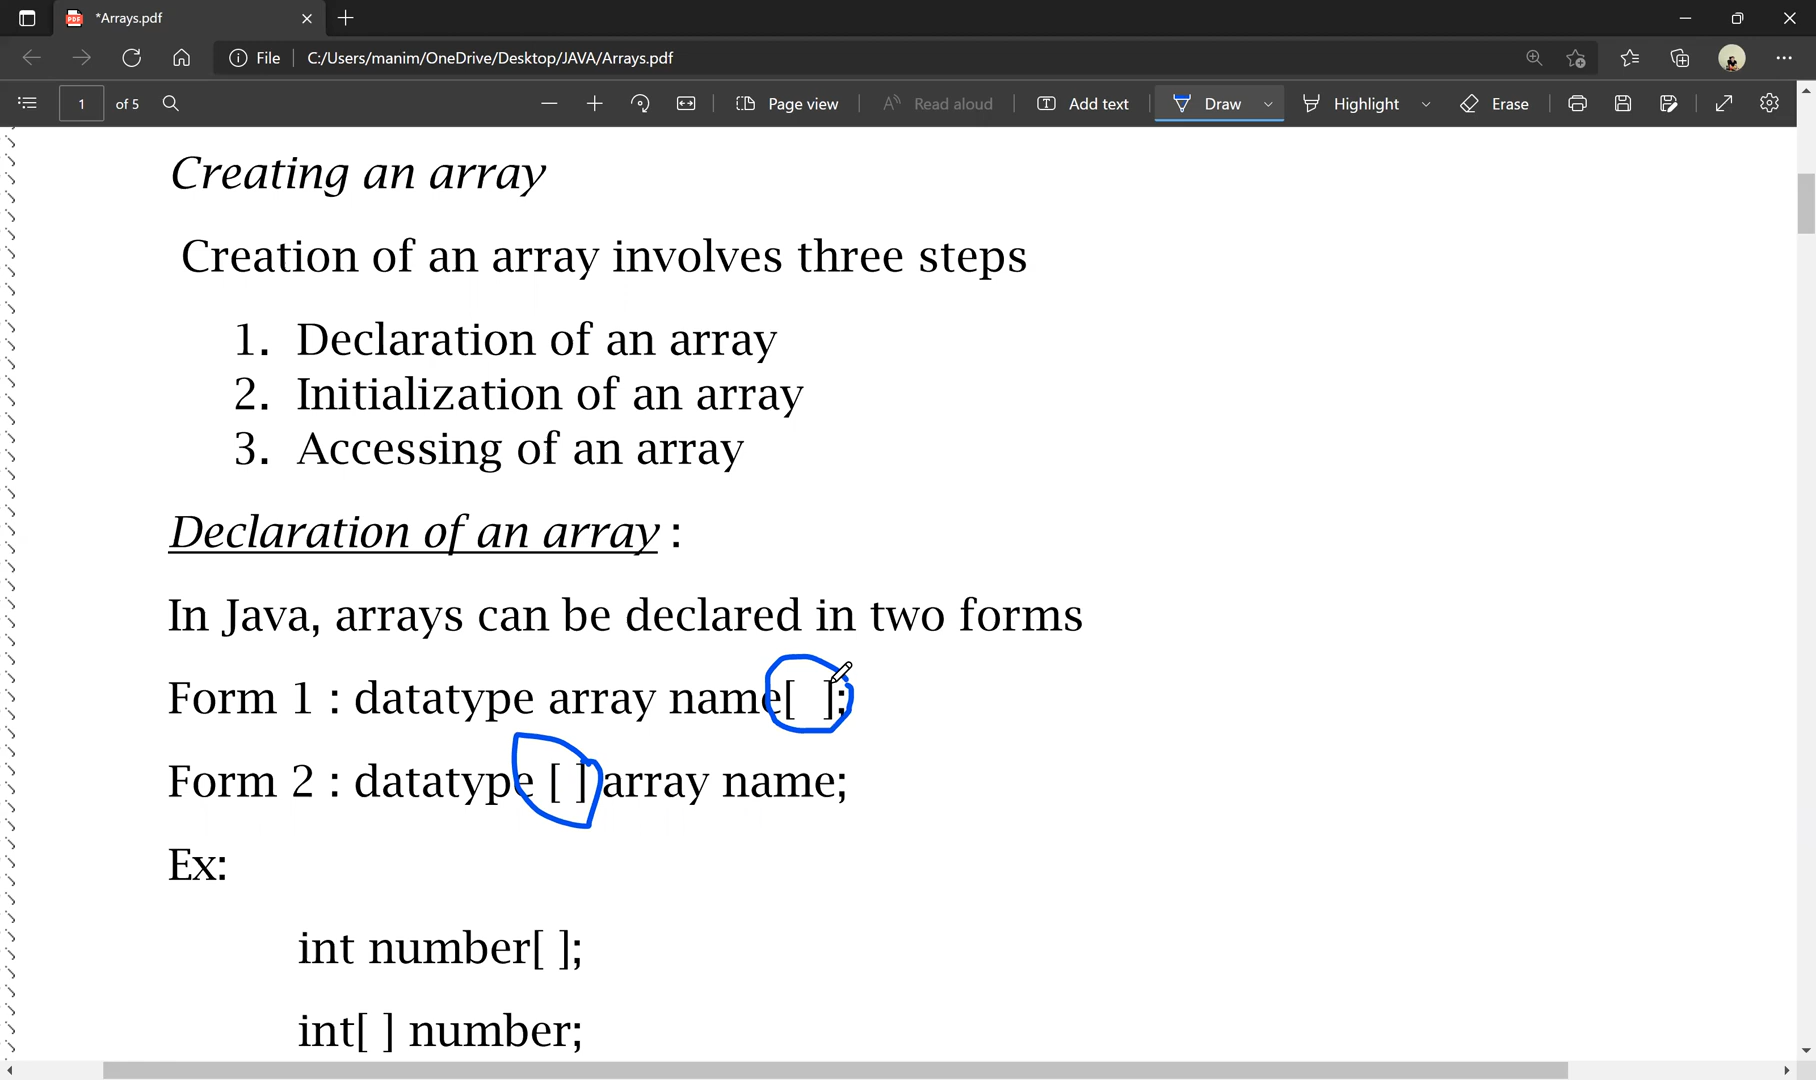 *Arrays.pdf
File
C:/Users/manim/OneDrive/Desktop/JAVA/Arrays.pdf
1 of 5
Page view
Read aloud
Add text
Draw
Highlight
Erase
Creating an array
Creation of an array involves three steps
1. Declaration of an array
2. Initialization of an array
3. Accessing of an array
Declaration of an array :
In Java, arrays can be declared in two forms
Form 1 : datatype array name[ ];
Form 2 : datatype [ ] array name;
Ex:
int number[ ];
int[ ] number;